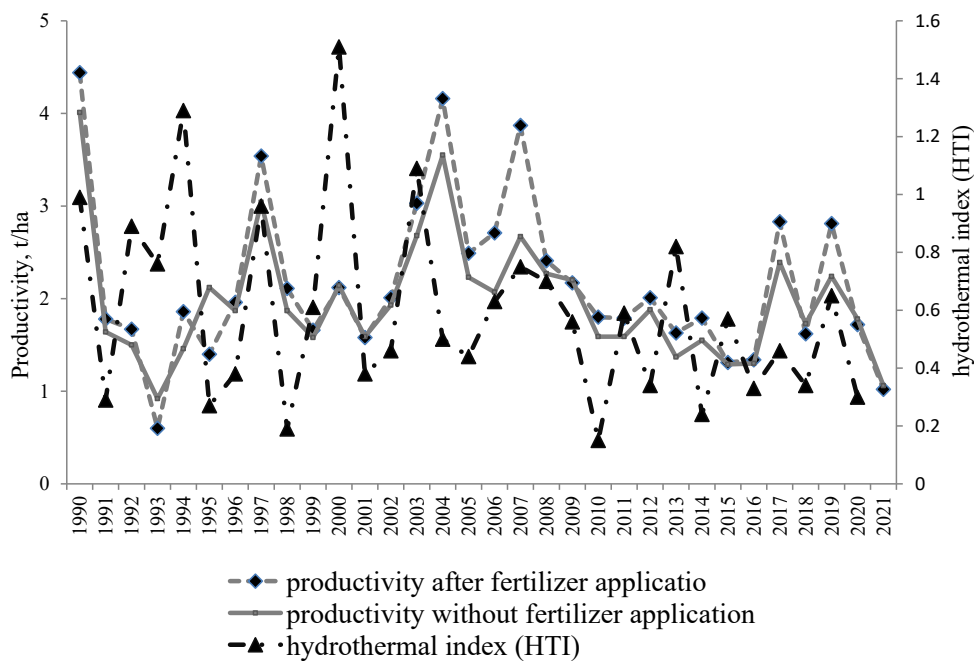 5
4
3
2
1
0
Productivity, t/ha
1.6
1.4
1.2
1
0.8
0.6
0.4
0.2
0
hydrothermal index (HTI)
1990 1991 1992 1993 1994 1995 1996 1997 1998 1999 2000 2001 2002 2003 2004 2005 2006 2007 2008 2009 2010 2011 2012 2013 2014 2015 2016 2017 2018 2019 2020 2021
productivity after fertilizer applicatio
productivity without fertilizer application
hydrothermal index (HTI)